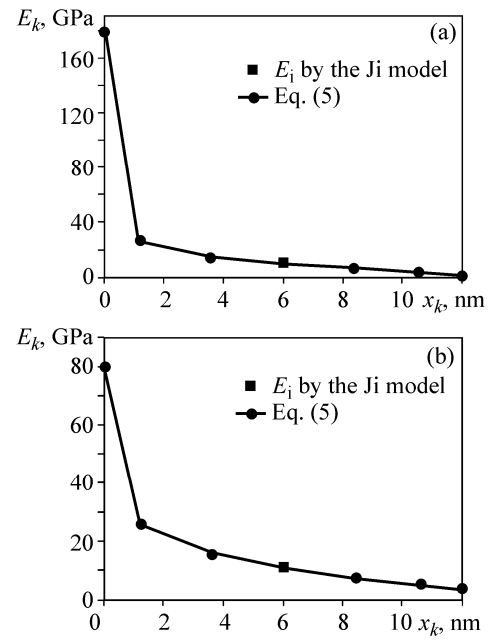 E_k, GPa
(a)
160
E_i by the Ji model
Eq. (5)
120
80
40
0
0 2 4 6 8 10 x_k, nm
E_k, GPa
(b)
80
E_i by the Ji model
Eq. (5)
60
40
20
0
0 2 4 6 8 10 x_k, nm